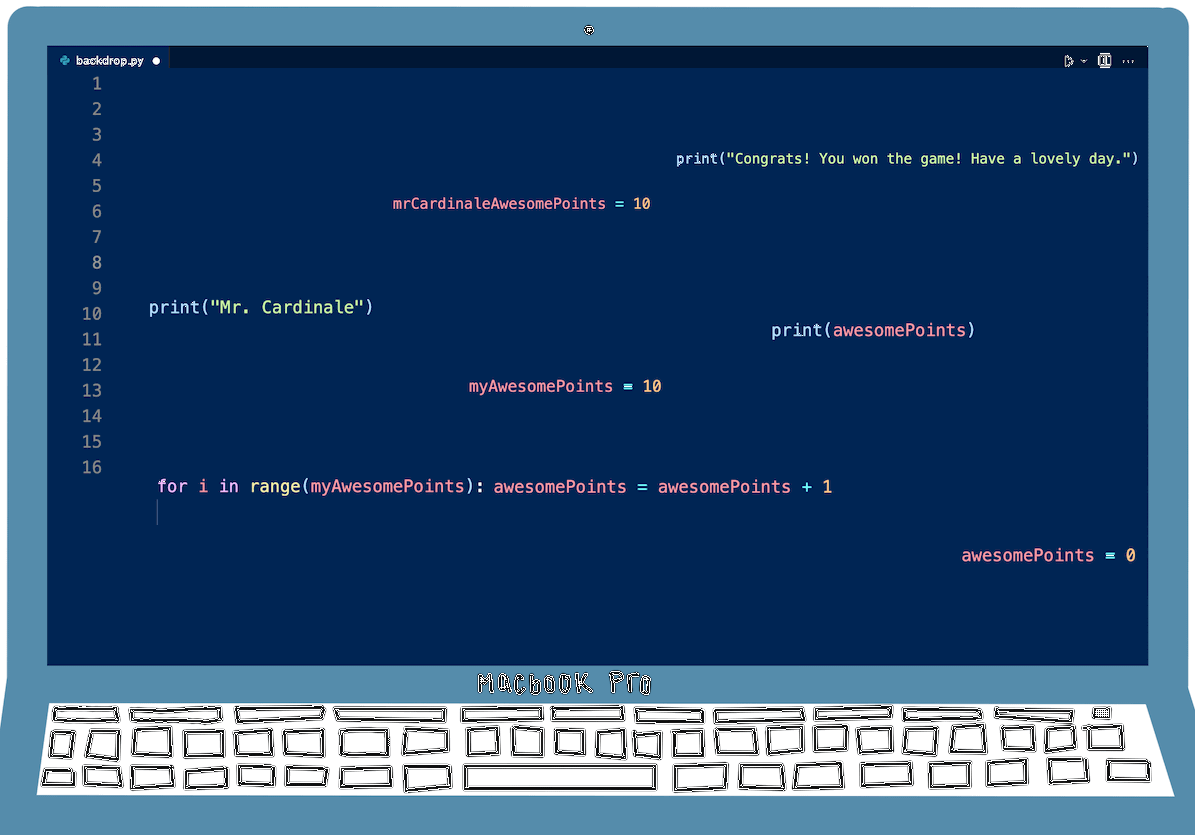 backdrop.py
1
2
3
print("Congrats! You won the game! Have a lovely day.")
4
5
mrCardinaleAwesomePoints = 10
6
7
8
9
print("Mr. Cardinale")
10
print(awesomePoints)
11
12
myAwesomePoints = 10
13
14
15
16
for i in range(myAwesomePoints): awesomePoints = awesomePoints + 1
awesomePoints = 0
MacbooK Pro